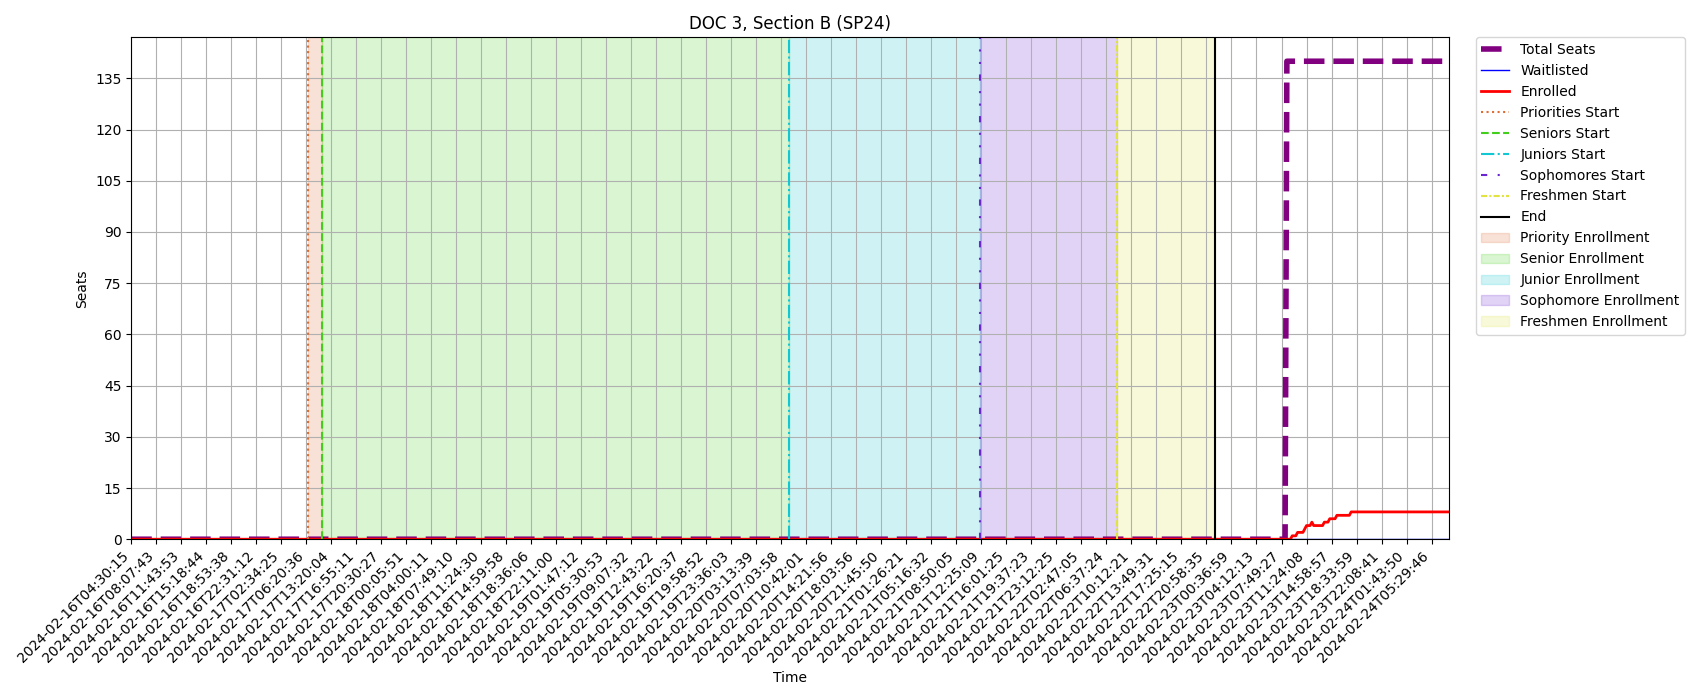 DOC 3, Section B (SP24)
Total Seats
Waitlisted
Enrolled
Priorities Start
Seniors Start
Juniors Start
Sophomores Start
Freshmen Start
End
Priority Enrollment
Senior Enrollment
Junior Enrollment
Sophomore Enrollment
Freshmen Enrollment
Seats
135
120
105
90
75
60
45
30
15
0
2024-02-16T04:30:15
2024-02-16T08:07:43
2024-02-16T11:43:53
2024-02-16T15:18:44
2024-02-16T18:53:38
2024-02-16T22:31:12
2024-02-17T02:34:25
2024-02-17T06:20:36
2024-02-17T13:20:04
2024-02-17T16:55:11
2024-02-17T20:30:27
2024-02-18T00:05:51
2024-02-18T04:00:11
2024-02-18T07:49:10
2024-02-18T11:24:30
2024-02-18T14:59:58
2024-02-18T18:36:06
2024-02-18T22:11:00
2024-02-19T01:47:12
2024-02-19T05:30:53
2024-02-19T09:07:32
2024-02-19T12:43:22
2024-02-19T16:20:37
2024-02-19T19:58:52
2024-02-19T23:36:03
2024-02-20T03:13:39
2024-02-20T07:03:58
2024-02-20T10:42:01
2024-02-20T14:21:56
2024-02-20T18:03:56
2024-02-20T21:45:50
2024-02-21T01:26:21
2024-02-21T05:16:32
2024-02-21T08:50:05
2024-02-21T12:25:09
2024-02-21T16:01:25
2024-02-21T19:37:23
2024-02-21T23:12:25
2024-02-22T02:47:05
2024-02-22T06:37:24
2024-02-22T10:12:21
2024-02-22T13:49:31
2024-02-22T17:25:15
2024-02-22T20:58:35
2024-02-23T00:36:59
2024-02-23T04:12:13
2024-02-23T07:49:27
2024-02-23T11:24:08
2024-02-23T14:58:57
2024-02-23T18:33:59
2024-02-23T22:08:41
2024-02-24T01:43:50
2024-02-24T05:29:46
Time